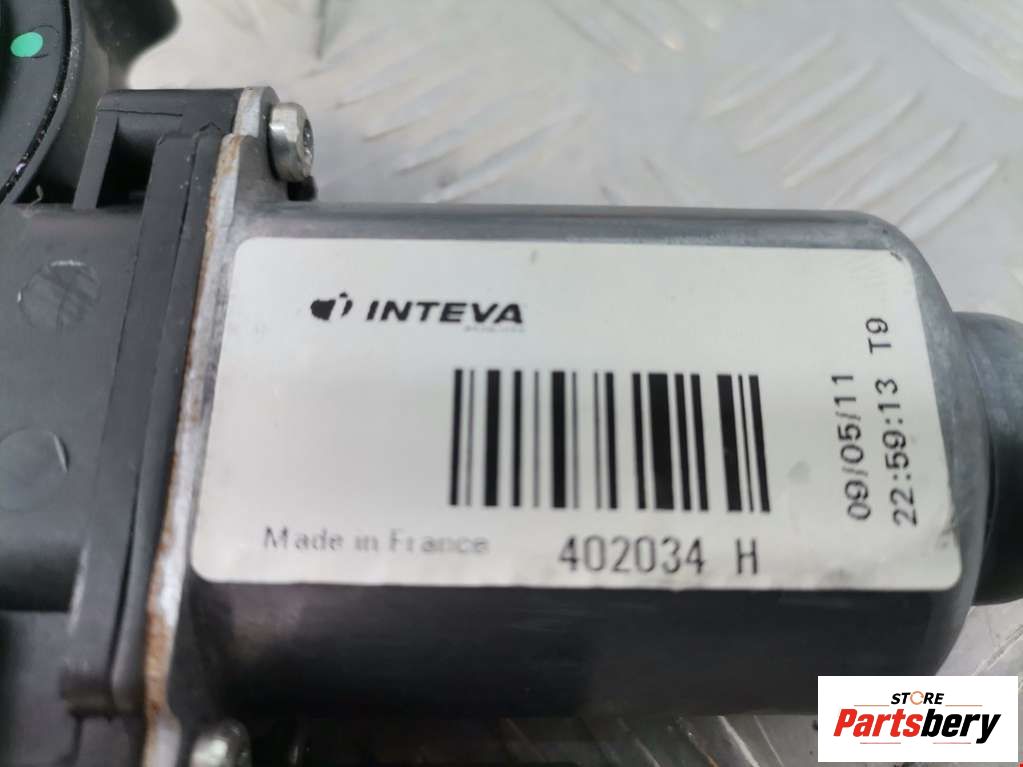 INTEVA
Made in France
402034 H
09/05/11
22:59:13 T9
STORE
Partsbery